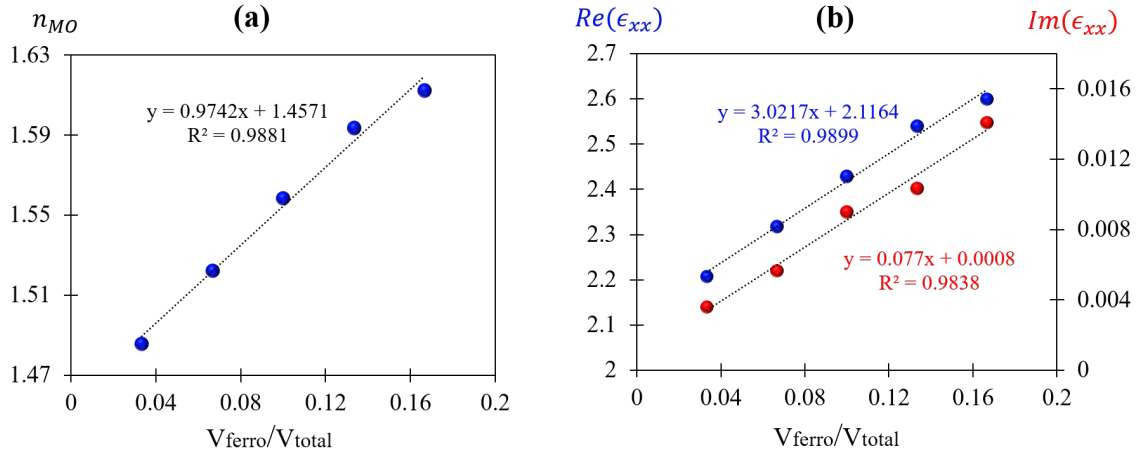 (a)
n_MO
1.63
1.59
1.55
1.51
1.47
y = 0.9742x + 1.4571
R² = 0.9881
0 0.04 0.08 0.12 0.16 0.2
V_ferro/V_total
(b)
Re(ϵ_xx)
Im(ϵ_xx)
2.7
2.6
2.5
2.4
2.3
2.2
2.1
2
y = 3.0217x + 2.1164
R² = 0.9899
y = 0.077x + 0.0008
R² = 0.9838
0.016
0.012
0.008
0.004
0
0 0.04 0.08 0.12 0.16 0.2
V_ferro/V_total